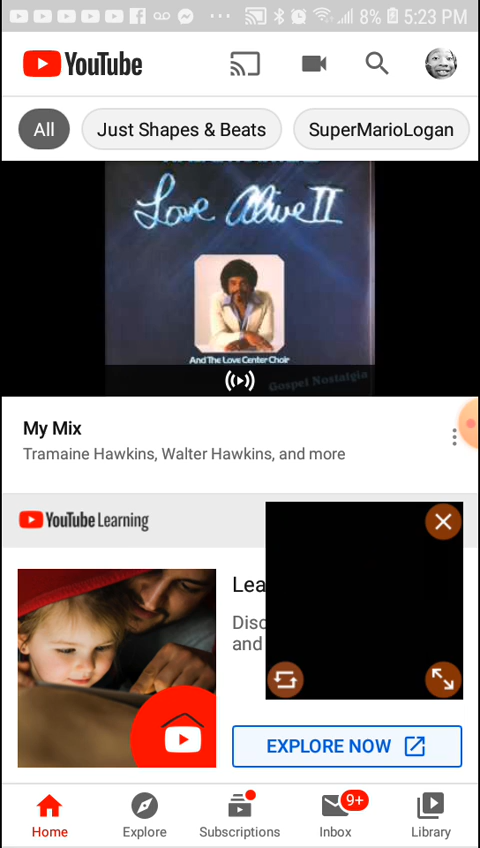 8% 5:23 PM
YouTube
All
Just Shapes & Beats
SuperMarioLogan
Love Alive II
And The Love Center Choir
Gospel Nostalgia
My Mix
Tramaine Hawkins, Walter Hawkins, and more
YouTube Learning
Lea
Disc
and
EXPLORE NOW
9+
Home
Explore
Subscriptions
Inbox
Library